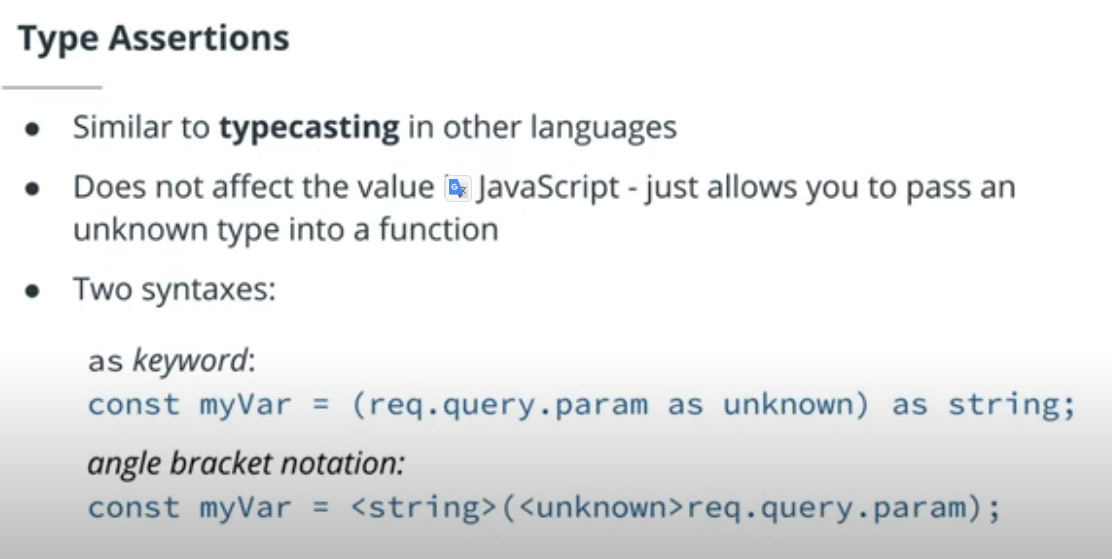 Type Assertions
Similar to typecasting in other languages
Does not affect the value JavaScript - just allows you to pass an
unknown type into a function
Two syntaxes:
as keyword:
const myVar = (req.query.param as unknown) as string;
angle bracket notation:
const myVar = <string>(<unknown>req.query.param);